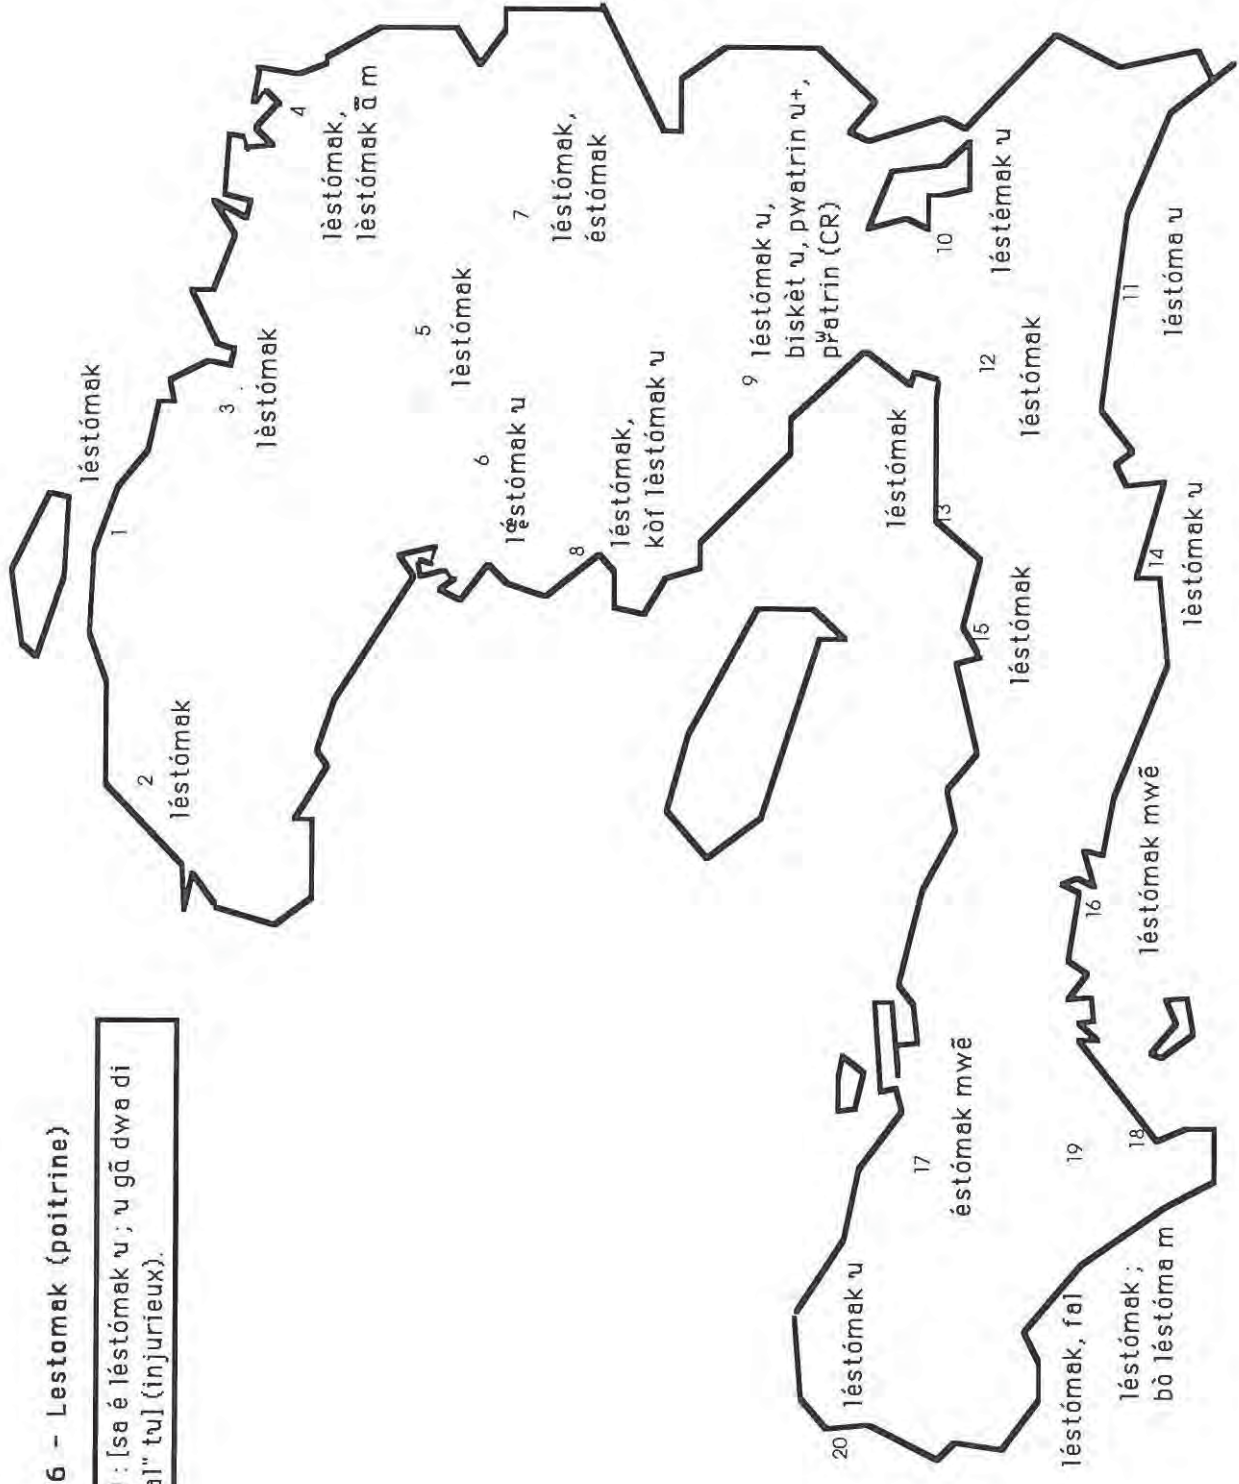 6 - Lestomak (poitrine)
: [sa é léstómak ꭒ ; ꭒ gã dwa di
al" tꭒ] (injurieux).
1
léstómak
2
léstómak
3
lèstómak
4
lèstómak,
lèstómak ã m
5
lèstómak
6
ꭒ
7
léstómak,
éstómak
8
léstómak,
kòf lèstómak ꭒ
9
léstómak ꭒ,
biskèt ꭒ, pwatrin ꭒ+,
(CR)
10
léstémak ꭒ
11
léstóma ꭒ
12
léstómak
13
léstómak
14
lèstómak ꭒ
15
léstómak
16
léstómak mwẽ
17
éstómak mwẽ
18
léstómak ;
bò léstóma m
19
léstómak, fal
20
léstómak ꭒ